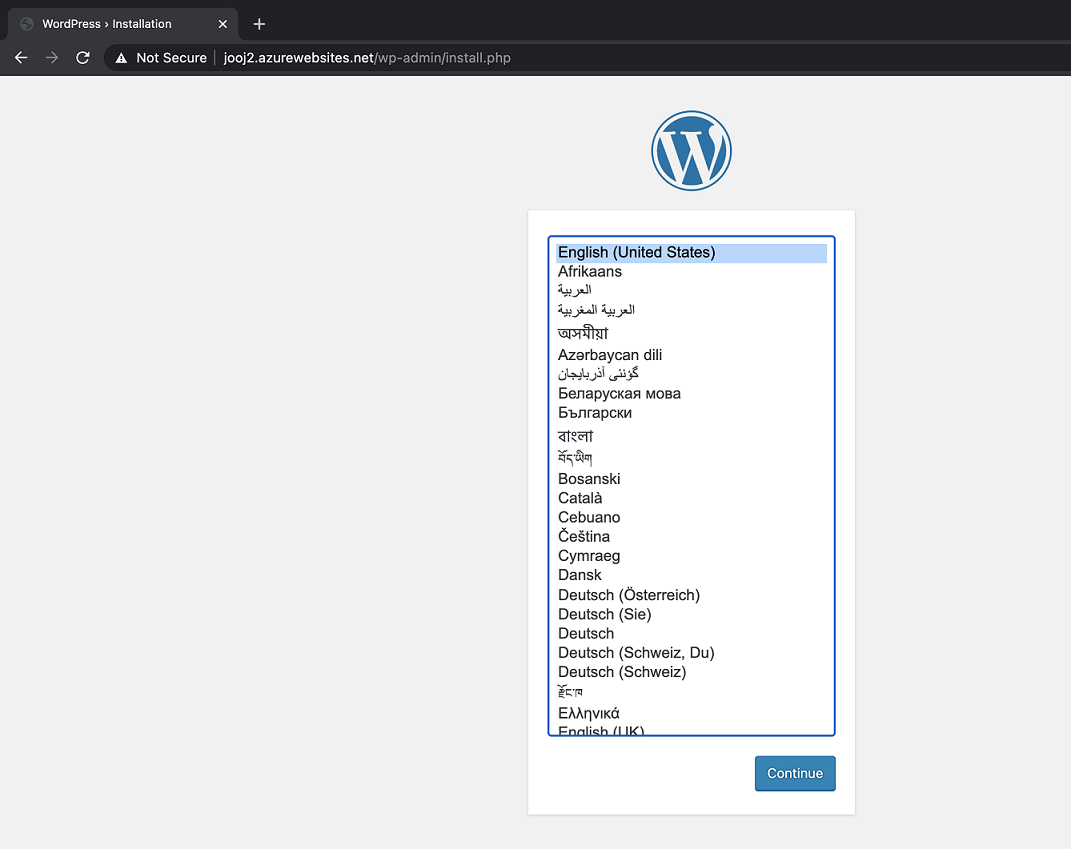 WordPress › Installation
Not Secure | jooj2.azurewebsites.net/wp-admin/install.php
English (United States)
Afrikaans
العربية
العربية المغربية
অসমীয়া
Azərbaycan dili
گؤنئی آذربایجان
Беларуская мова
Български
বাংলা
བོད་ཡིག
Bosanski
Català
Cebuano
Čeština
Cymraeg
Dansk
Deutsch (Österreich)
Deutsch (Sie)
Deutsch
Deutsch (Schweiz, Du)
Deutsch (Schweiz)
རྫོང་ཁ
Ελληνικά
English (UK)
Continue